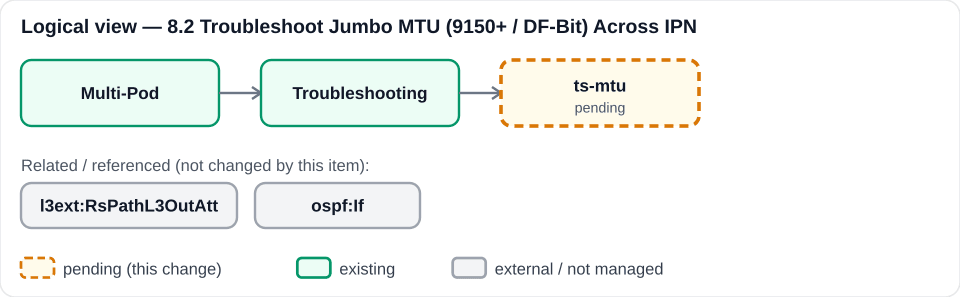 Logical view — 8.2 Troubleshoot Jumbo MTU (9150+ / DF-Bit) Across IPN
Multi-Pod
Troubleshooting
ts-mtu
pending
Related / referenced (not changed by this item):
l3ext:RsPathL3OutAtt
ospf:If
pending (this change)
existing
external / not managed